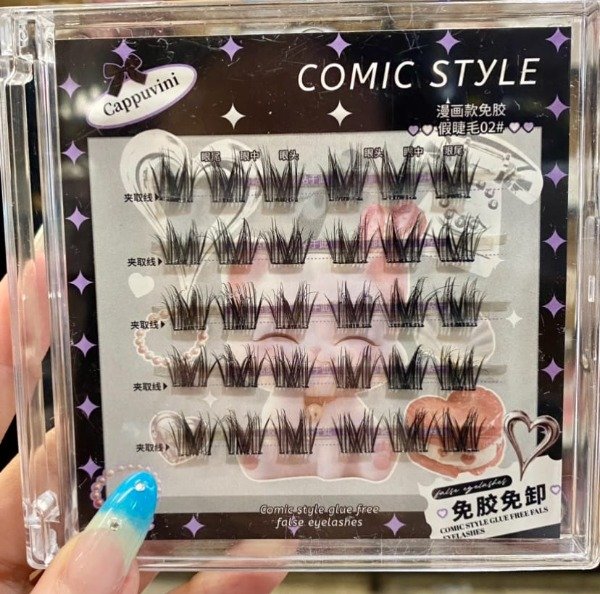 Cappuvini
COMIC STYLE
漫画款免胶
假睫毛02#
眼尾 眼中 眼头 眼头 眼中 眼尾
夹取线
夹取线
夹取线
夹取线
夹取线
false eyelashes
免胶免卸
COMIC STYLE GLUE FREE FALS
EYELASHES
Comic style glue free
false eyelashes